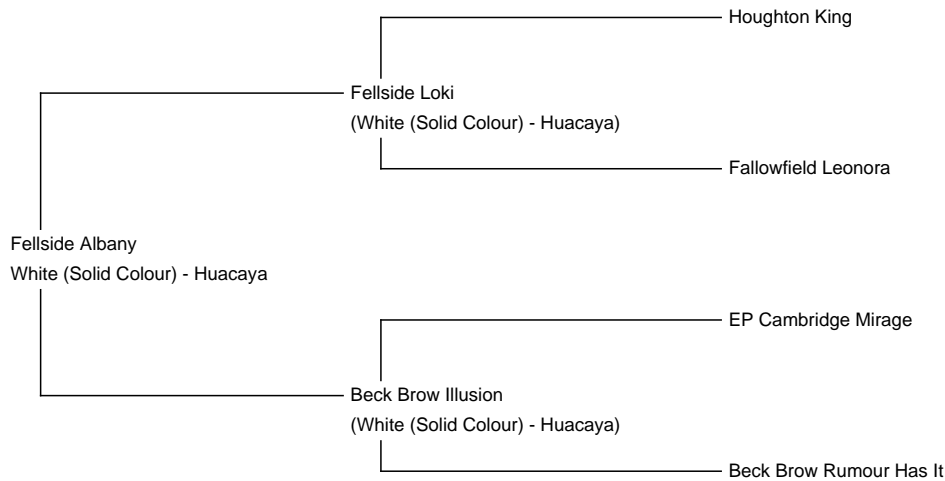 Houghton King
Fellside Loki
(White (Solid Colour) - Huacaya)
Fallowfield Leonora
Fellside Albany
White (Solid Colour) - Huacaya
EP Cambridge Mirage
Beck Brow Illusion
(White (Solid Colour) - Huacaya)
Beck Brow Rumour Has It